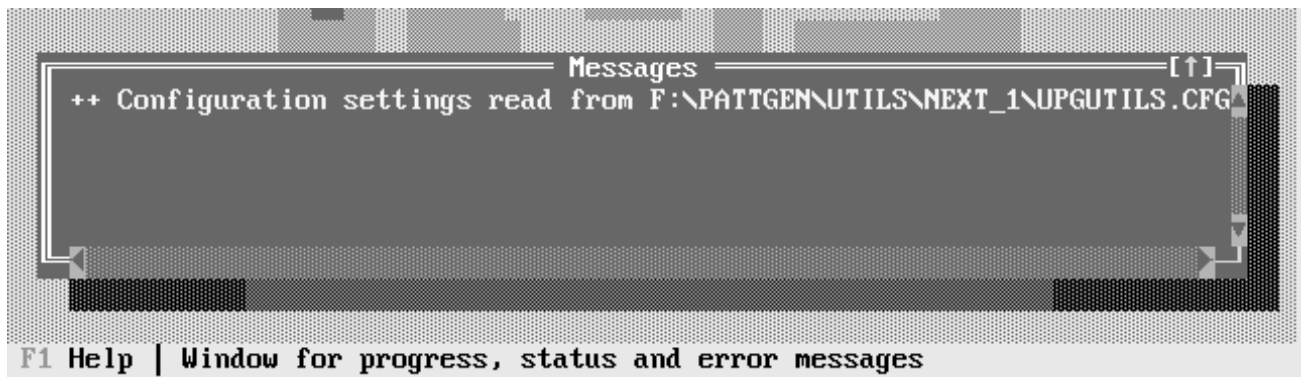 Messages
[↑]
++ Configuration settings read from F:\PATTGEN\UTILS\NEXT_1\UPGUTILS.CFG
F1 Help | Window for progress, status and error messages